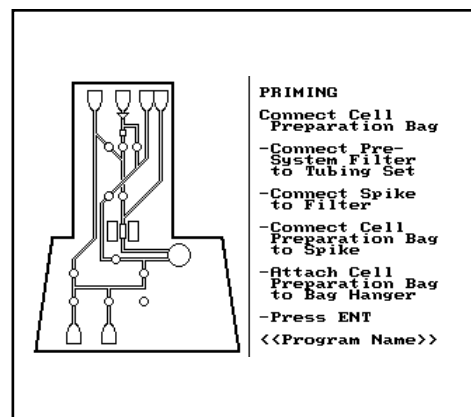 PRIMING
Connect Cell
Preparation Bag
-Connect Pre-
System Filter
to Tubing Set
-Connect Spike
to Filter
-Connect Cell
Preparation Bag
to Spike
-Attach Cell
Preparation Bag
to Bag Hanger
-Press ENT
<<Program Name>>